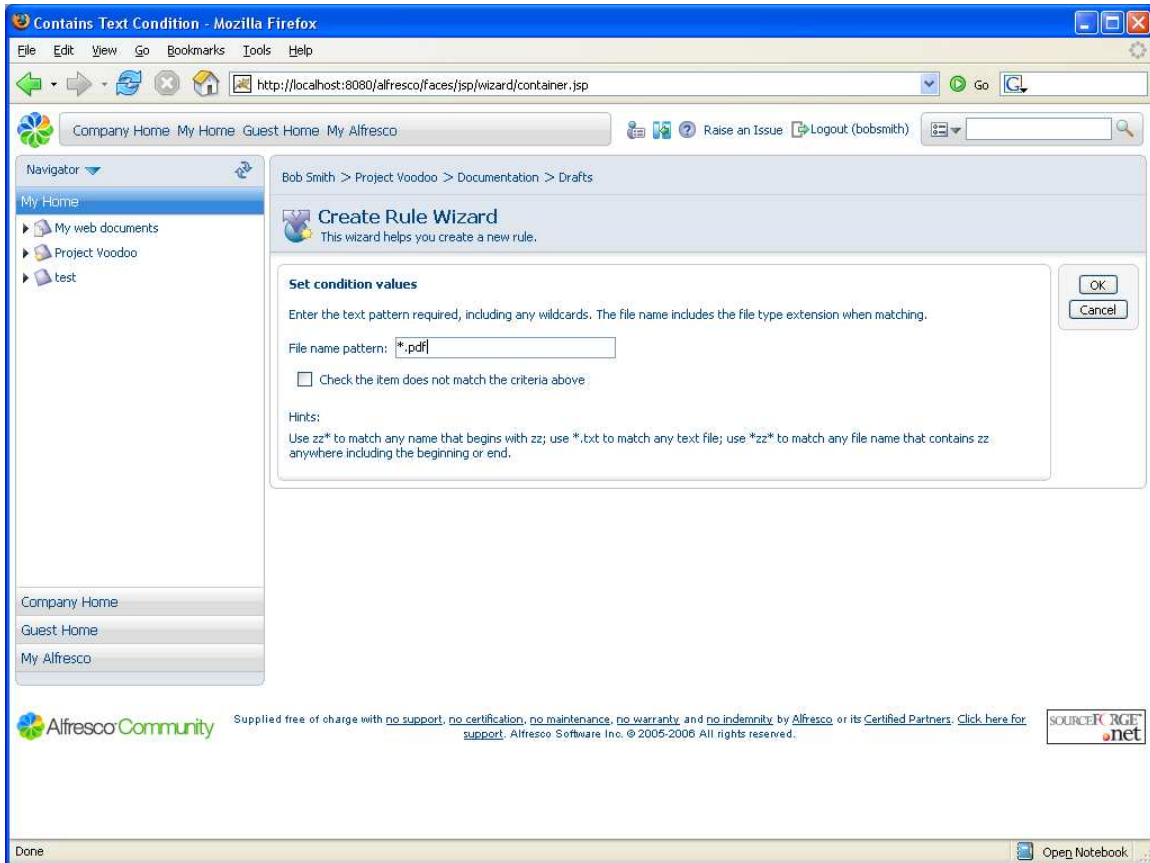 Contains Text Condition - Mozilla Firefox
File Edit View Go Bookmarks Tools Help
http://localhost:8080/alfresco/faces/jsp/wizard/container.jsp
Go
G
Company Home My Home Guest Home My Alfresco
Raise an Issue
Logout (bobsmith)
Navigator
My Home
My web documents
Project Voodoo
test
Company Home
Guest Home
My Alfresco
Bob Smith > Project Voodoo > Documentation > Drafts
Create Rule Wizard
This wizard helps you create a new rule.
Set condition values
Enter the text pattern required, including any wildcards. The file name includes the file type extension when matching.
File name pattern: *.pdf
Check the item does not match the criteria above
Hints:
Use zz* to match any name that begins with zz; use *.txt to match any text file; use *zz* to match any file name that contains zz
anywhere including the beginning or end.
OK
Cancel
Alfresco Community
Supplied free of charge with no support, no certification, no maintenance, no warranty and no indemnity by Alfresco or its Certified Partners. Click here for
support. Alfresco Software Inc. © 2005-2006 All rights reserved.
SOURCEFORGE
.net
Done
Open Notebook